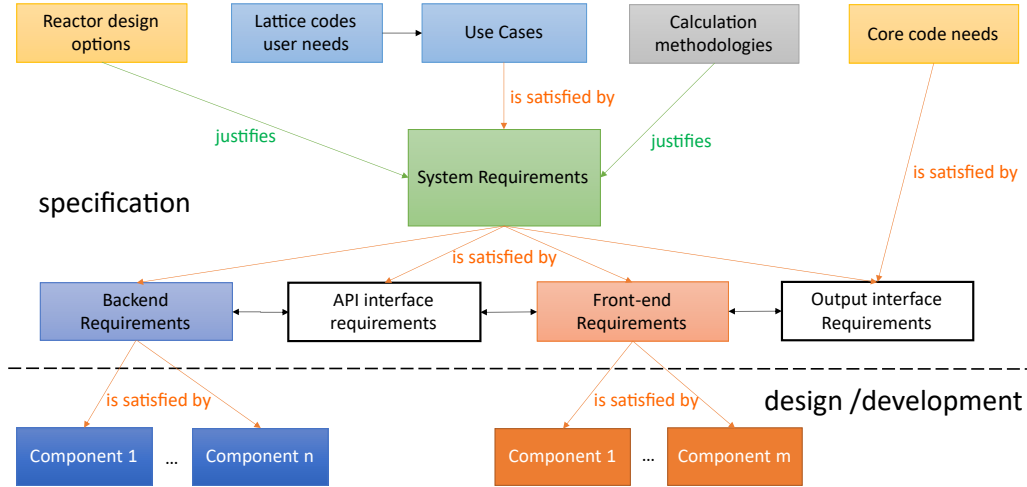 Reactor design
options
Lattice codes
user needs
Use Cases
Calculation
methodologies
Core code needs
is satisfied by
justifies
justifies
System Requirements
is satisfied by
specification
is satisfied by
Backend
Requirements
API interface
requirements
Front-end
Requirements
Output interface
Requirements
design /development
is satisfied by
is satisfied by
Component 1
...
Component n
Component 1
...
Component m